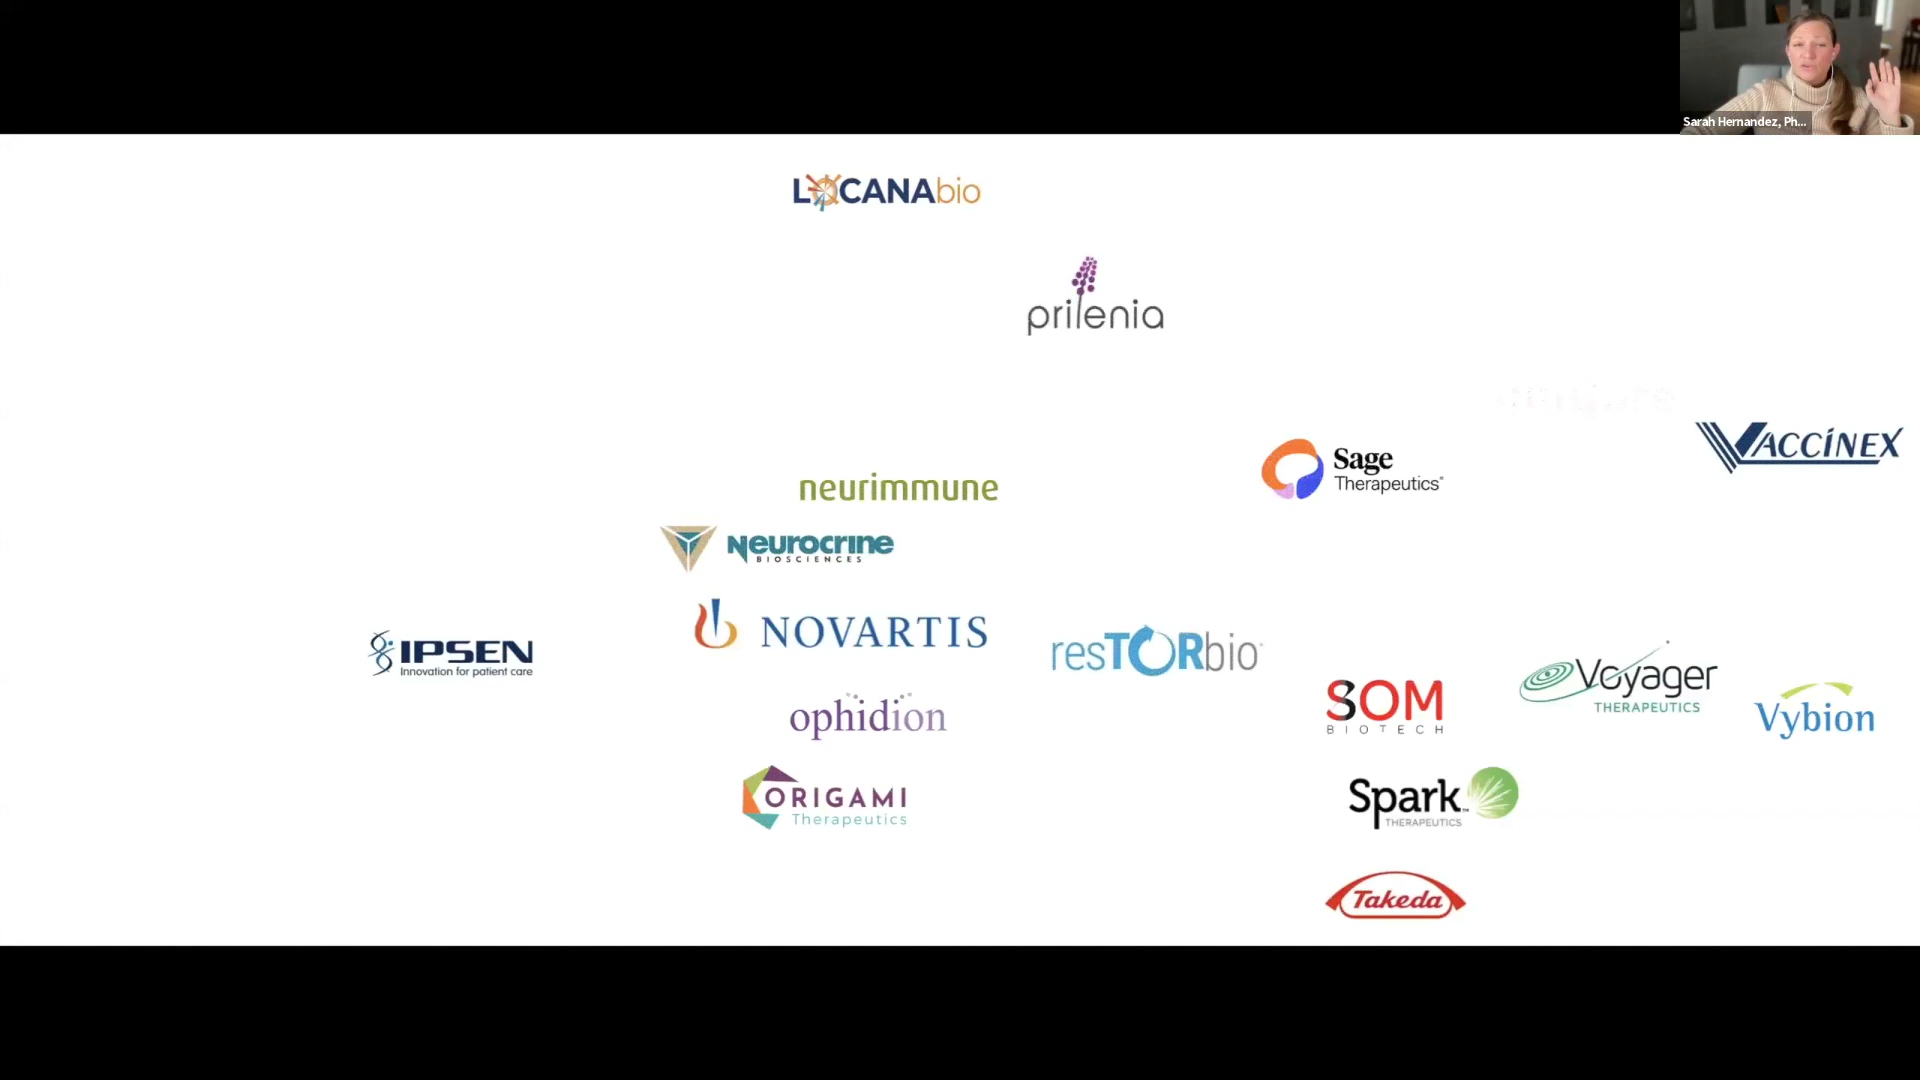 Sarah Hernandez, Ph...
LOCANAbio
prilenia
VACCINEX
Sage
Therapeutics
neurimmune
NEUROCRINE
BIOSCIENCES
NOVARTIS
IPSEN
Innovation for patient care
resTORbio
Voyager
THERAPEUTICS
SOM
BIOTECH
Vybion
ophidion
ORIGAMI
Therapeutics
Spark™
THERAPEUTICS
Takeda